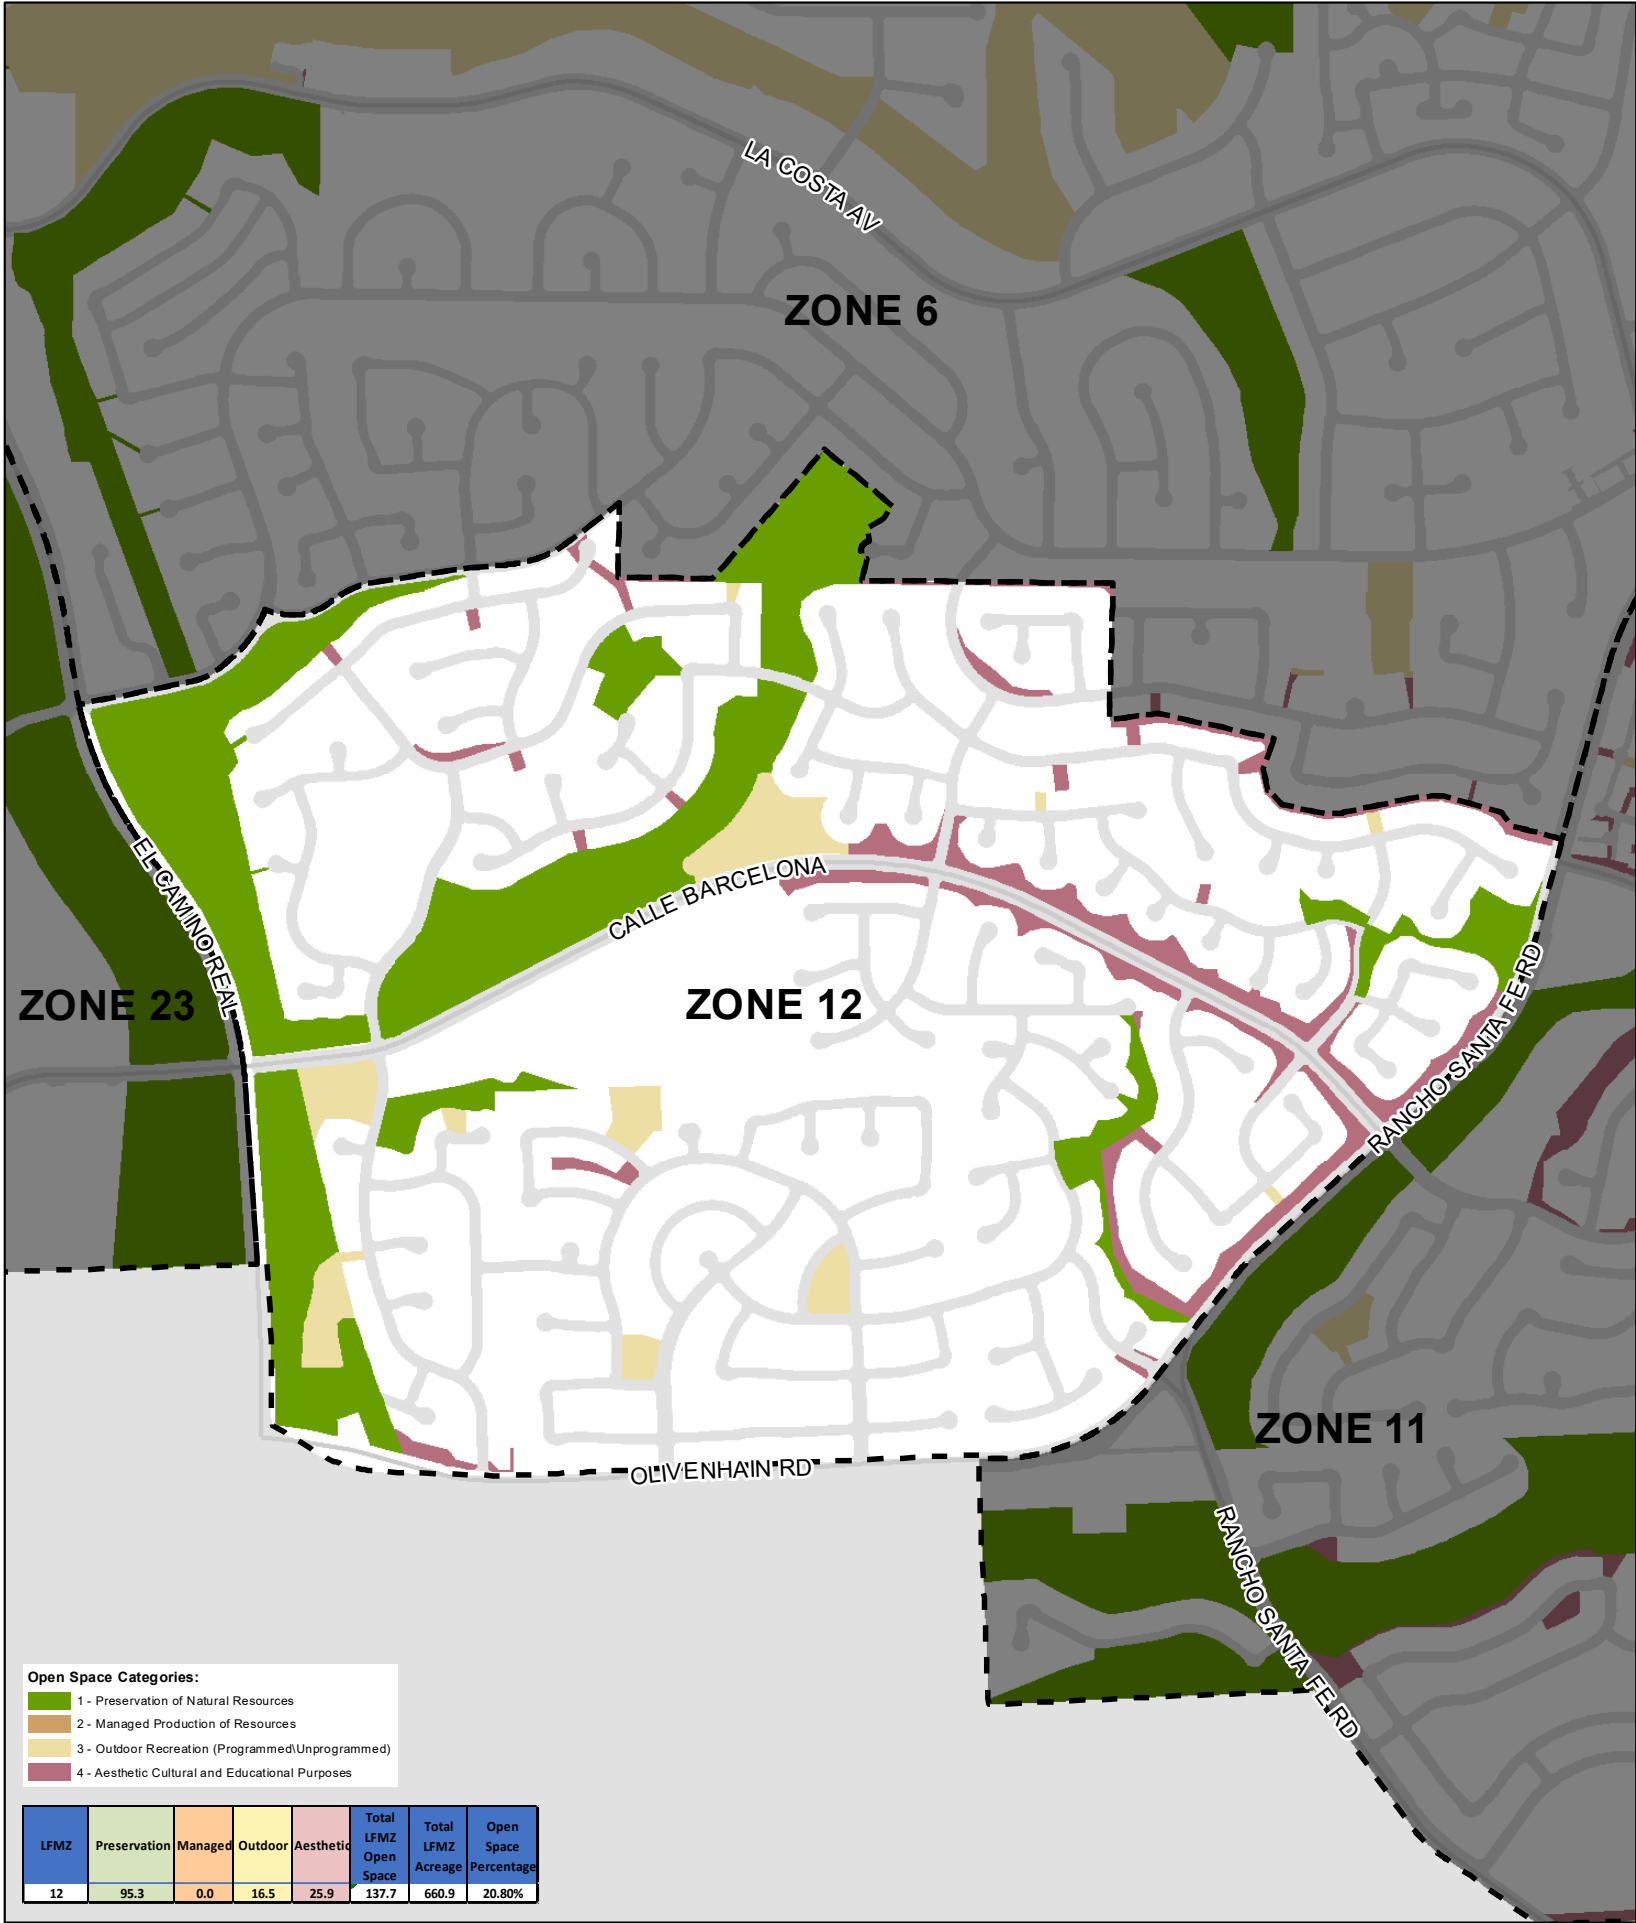 LA COSTA AV
ZONE 6
EL CAMINO REAL
CALLE BARCELONA
ZONE 23
ZONE 12
RANCHO SANTA FE RD
ZONE 11
OLIVENHAIN RD
RANCHO SANTA FE RD
Open Space Categories:
1 - Preservation of Natural Resources
2 - Managed Production of Resources
3 - Outdoor Recreation (Programmed\Unprogrammed)
4 - Aesthetic Cultural and Educational Purposes
LFMZ Preservation Managed Outdoor Aesthetic Total LFMZ Open Space Total LFMZ Acreage Open Space Percentage
12 95.3 0.0 16.5 25.9 137.7 660.9 20.80%